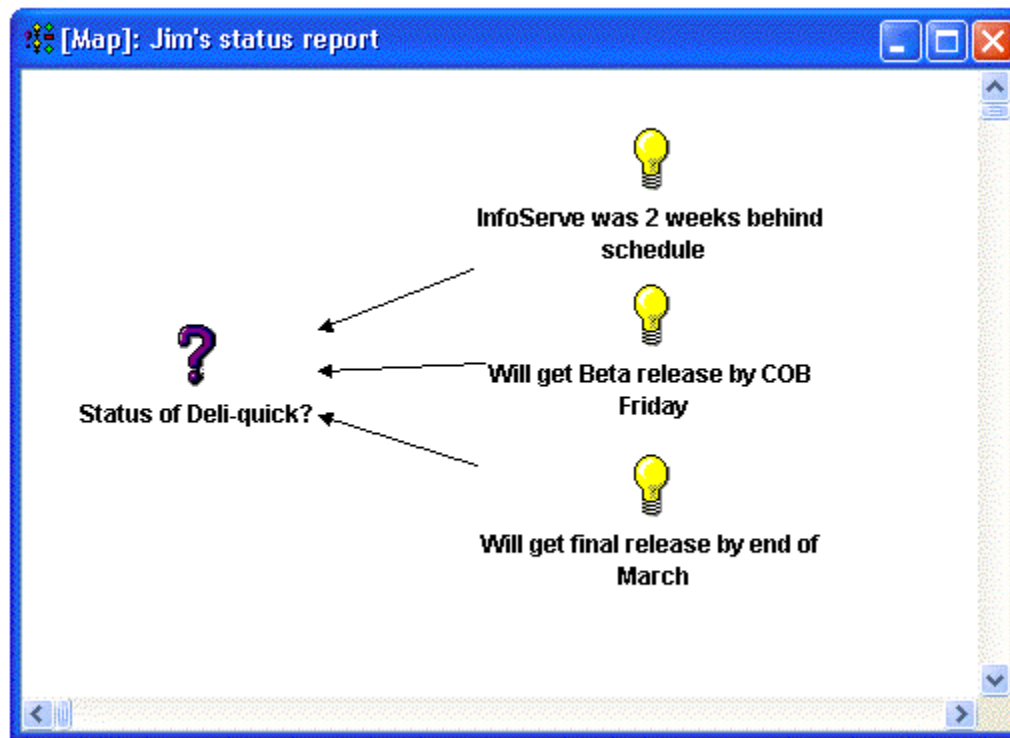 [Map]: Jim's status report
InfoServe was 2 weeks behind
schedule
Will get Beta release by COB
Friday
Status of Deli-quick?
Will get final release by end of
March